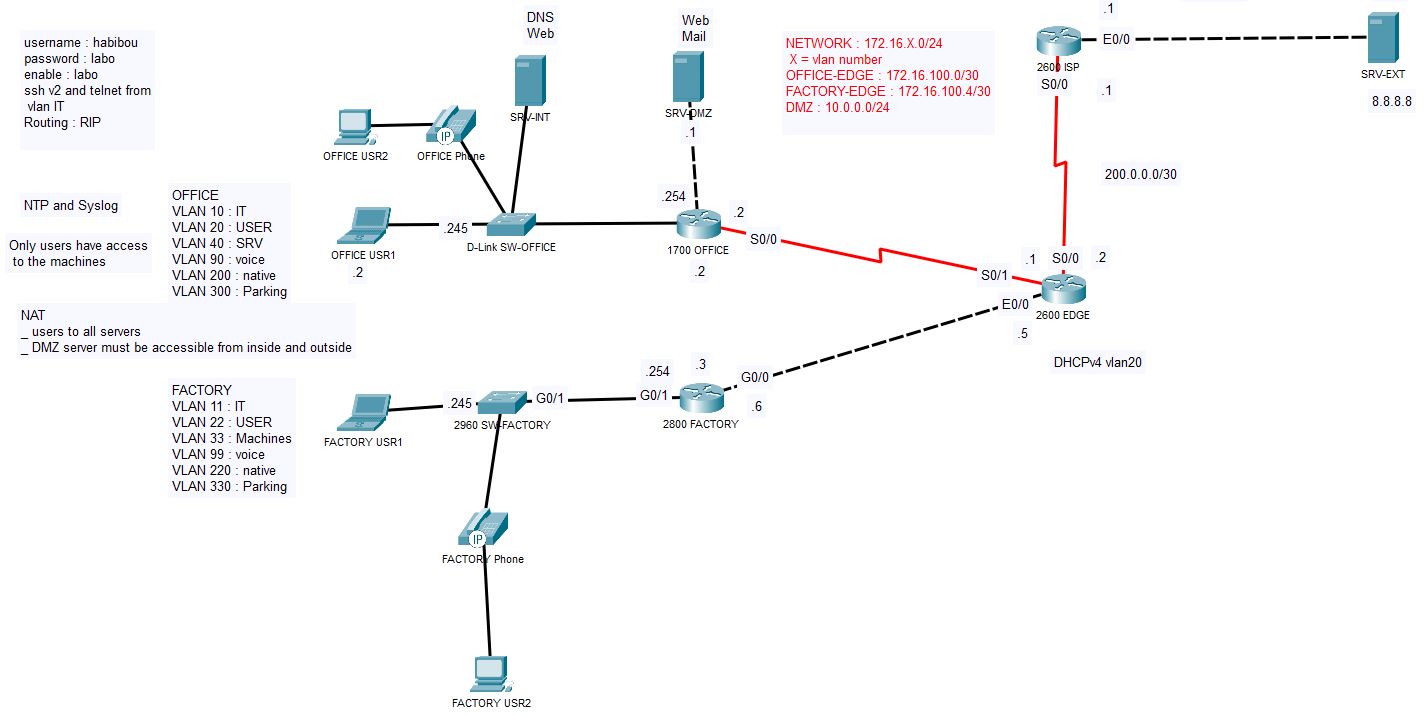 username : habibou
password : labo
enable : labo
ssh v2 and telnet from
vlan IT
Routing : RIP
DNS
Web
Web
Mail
NETWORK : 172.16.X.0/24
X = vlan number
OFFICE-EDGE : 172.16.100.0/30
FACTORY-EDGE : 172.16.100.4/30
DMZ : 10.0.0.0/24
.1
E0/0
2600 ISP
S0/0
.1
SRV-EXT
8.8.8.8
SRV-INT
SRV-DMZ
.1
OFFICE USR2
IP
OFFICE Phone
200.0.0.0/30
NTP and Syslog
Only users have access
to the machines
OFFICE
VLAN 10 : IT
VLAN 20 : USER
VLAN 40 : SRV
VLAN 90 : voice
VLAN 200 : native
VLAN 300 : Parking
.254
.2
.245
OFFICE USR1
.2
D-Link SW-OFFICE
1700 OFFICE
.2
S0/0
.1
S0/0
.2
S0/1
E0/0
2600 EDGE
.5
NAT
_ users to all servers
_ DMZ server must be accessible from inside and outside
DHCPv4 vlan20
FACTORY
VLAN 11 : IT
VLAN 22 : USER
VLAN 33 : Machines
VLAN 99 : voice
VLAN 220 : native
VLAN 330 : Parking
.254
.3
G0/0
.245
G0/1
G0/1
.6
FACTORY USR1
2960 SW-FACTORY
2800 FACTORY
IP
FACTORY Phone
FACTORY USR2